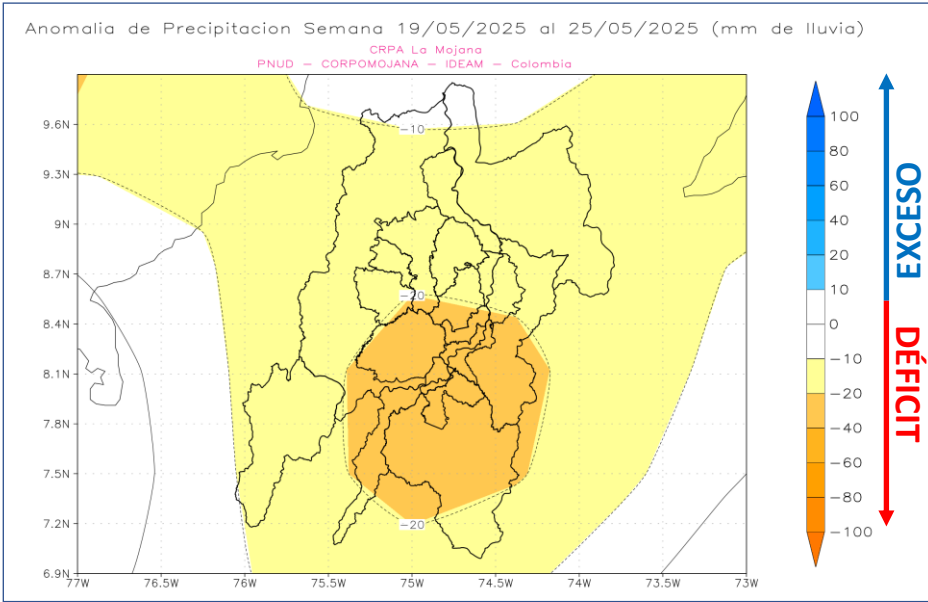 Anomalia de Precipitacion Semana 19/05/2025 al 25/05/2025 (mm de lluvia)
CRPA La Mojana
PNUD — CORPOMOJANA — IDEAM — Colombia
9.6N
9.3N
9N
8.7N
8.4N
8.1N
7.8N
7.5N
7.2N
6.9N
77W
76.5W
76W
75.5W
75W
74.5W
74W
73.5W
73W
−10
−20
−20
100
80
60
40
20
10
0
−10
−20
−40
−60
−80
−100
EXCESO
DÉFICIT